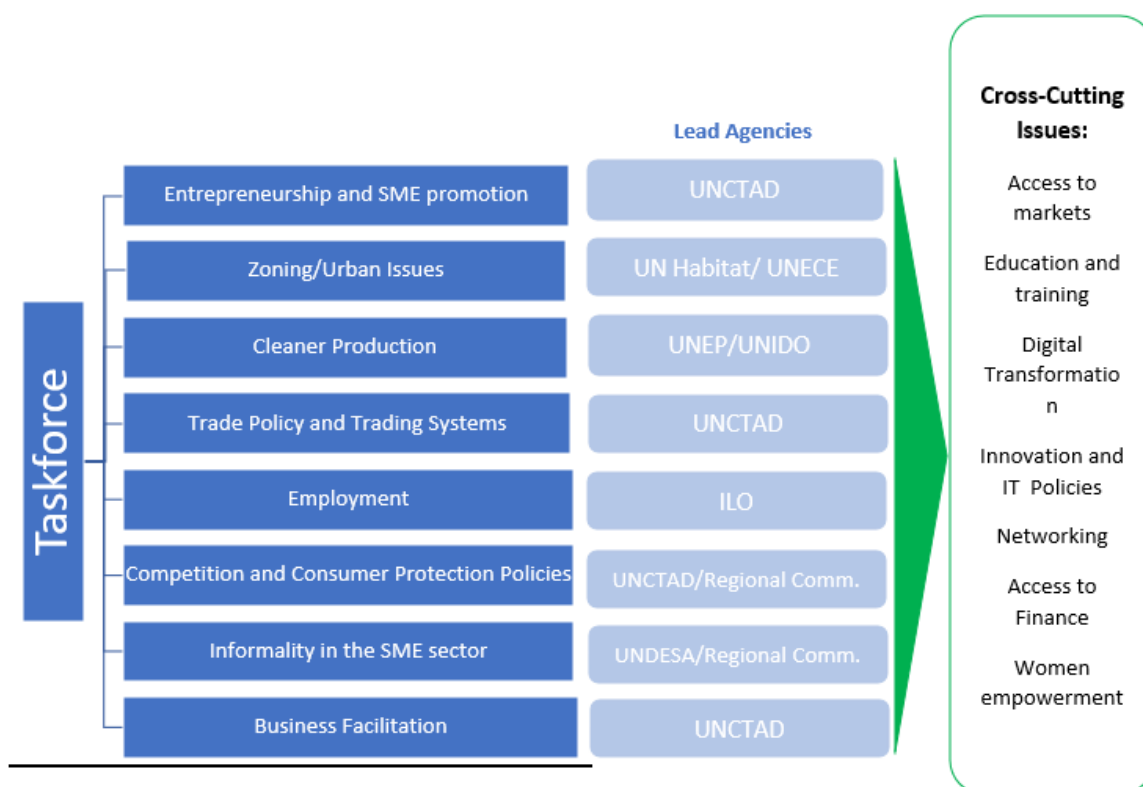 Taskforce
Lead Agencies
Entrepreneurship and SME promotion
UNCTAD
Zoning/Urban Issues
UN Habitat/ UNECE
Cleaner Production
UNEP/UNIDO
Trade Policy and Trading Systems
UNCTAD
Employment
ILO
Competition and Consumer Protection Policies
UNCTAD/Regional Comm.
Informality in the SME sector
UNDESA/Regional Comm.
Business Facilitation
UNCTAD
Cross-Cutting
Issues:
Access to
markets
Education and
training
Digital
Transformatio
n
Innovation and
IT Policies
Networking
Access to
Finance
Women
empowerment